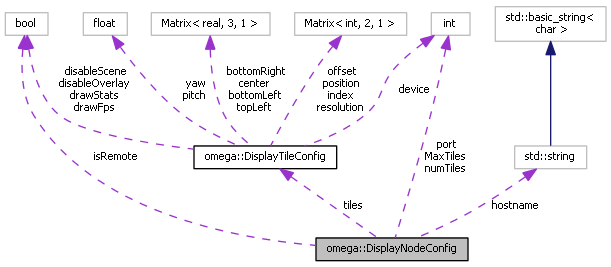 std::basic_string<
char >
bool
float
Matrix< real, 3, 1 >
Matrix< int, 2, 1 >
int
disableScene
disableOverlay
drawStats
drawFps
yaw
pitch
bottomRight
center
bottomLeft
topLeft
offset
position
index
resolution
device
port
MaxTiles
numTiles
isRemote
omega::DisplayTileConfig
std::string
tiles
hostname
omega::DisplayNodeConfig